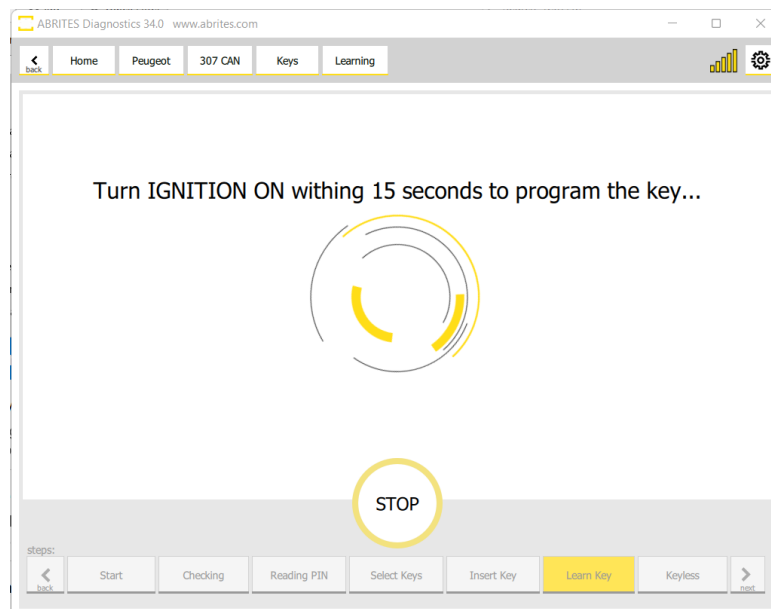 ABRITES Diagnostics 34.0 www.abrites.com
back Home Peugeot 307 CAN Keys Learning
Turn IGNITION ON withing 15 seconds to program the key...
STOP
steps:
back Start Checking Reading PIN Select Keys Insert Key Learn Key Keyless next